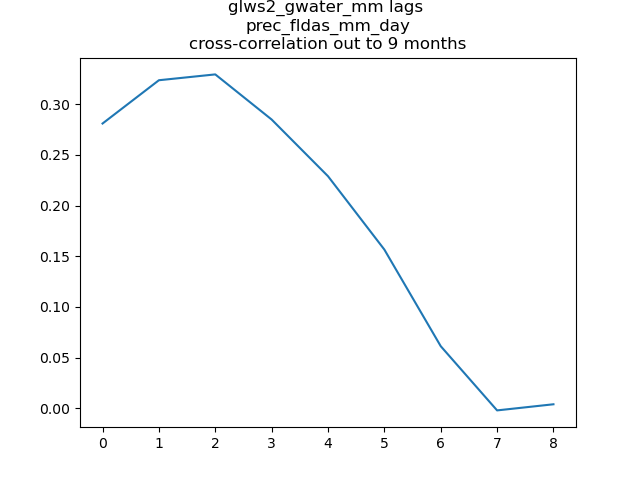 glws2_gwater_mm lags
prec_fldas_mm_day
cross-correlation out to 9 months
0.30
0.25
0.20
0.15
0.10
0.05
0.00
0 1 2 3 4 5 6 7 8